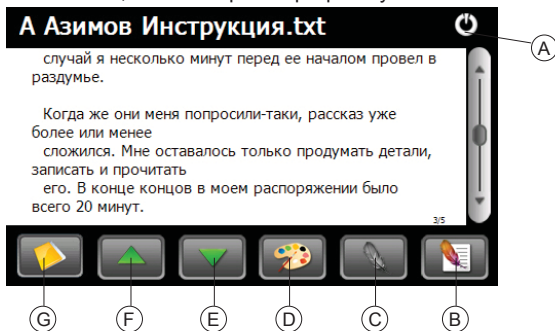 А Азимов Инструкция.txt
случай я несколько минут перед ее началом провел в
раздумье.
Когда же они меня попросили-таки, рассказ уже
более или менее
сложился. Мне оставалось только продумать детали,
записать и прочитать
его. В конце концов в моем распоряжении было
всего 20 минут.
3/5
A
G F E D C B